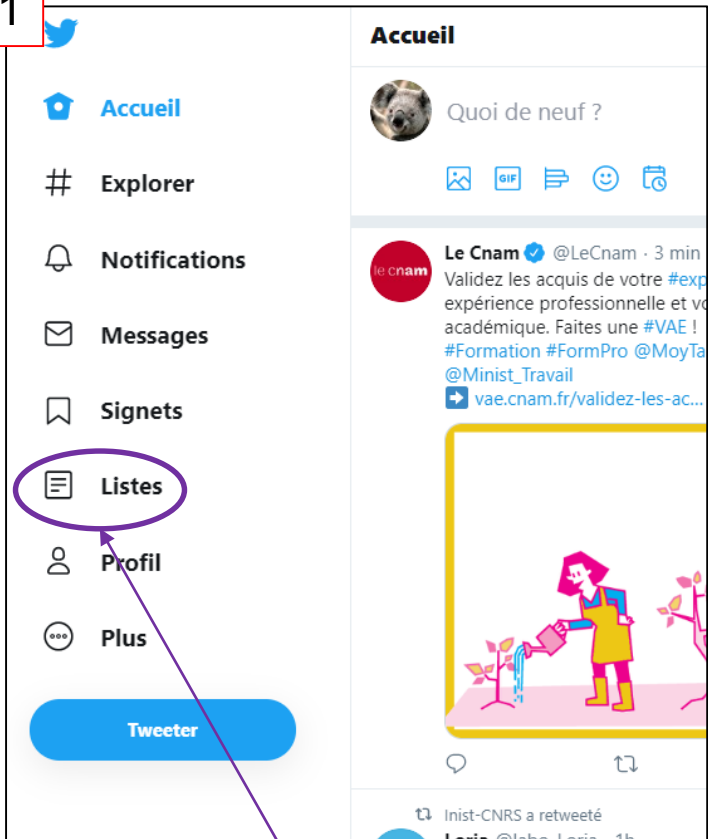 1
Accueil
Explorer
Notifications
Messages
Signets
Listes
Profil
Plus
Tweeter
Accueil
Quoi de neuf ?
GIF
le cnam
Le Cnam @LeCnam · 3 min
Validez les acquis de votre #exp
expérience professionnelle et vo
académique. Faites une #VAE !
#Formation #FormPro @MoyTa
@Minist_Travail
vae.cnam.fr/validez-les-ac...
Inist-CNRS a retweeté
Loria @labo_Loria · 1h